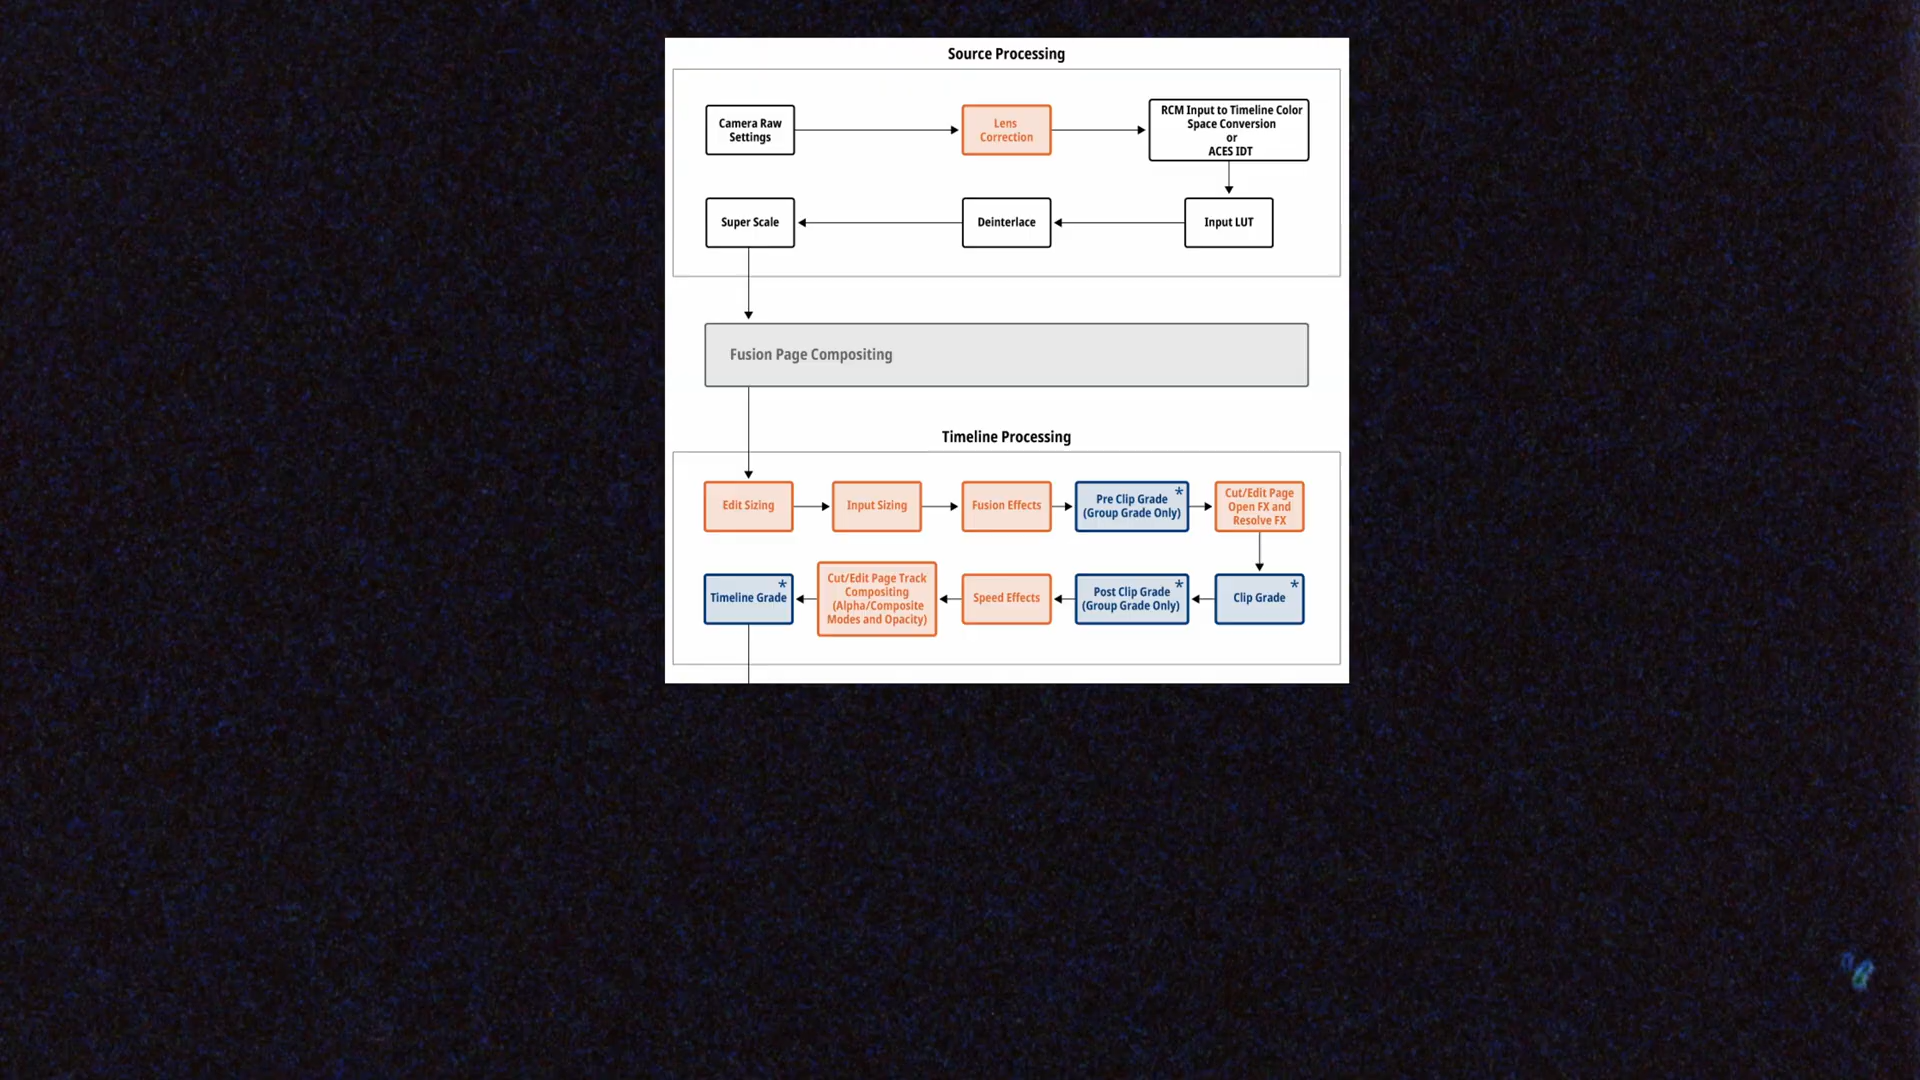 Source Processing
Camera Raw
Settings
Lens
Correction
RCM Input to Timeline Color
Space Conversion
or
ACES IDT
Super Scale
Deinterlace
Input LUT
Fusion Page Compositing
Timeline Processing
Edit Sizing
Input Sizing
Fusion Effects
Pre Clip Grade *
(Group Grade Only)
Cut/Edit Page
Open FX and
Resolve FX
Timeline Grade *
Cut/Edit Page Track
Compositing
(Alpha/Composite
Modes and Opacity)
Speed Effects
Post Clip Grade *
(Group Grade Only)
Clip Grade *